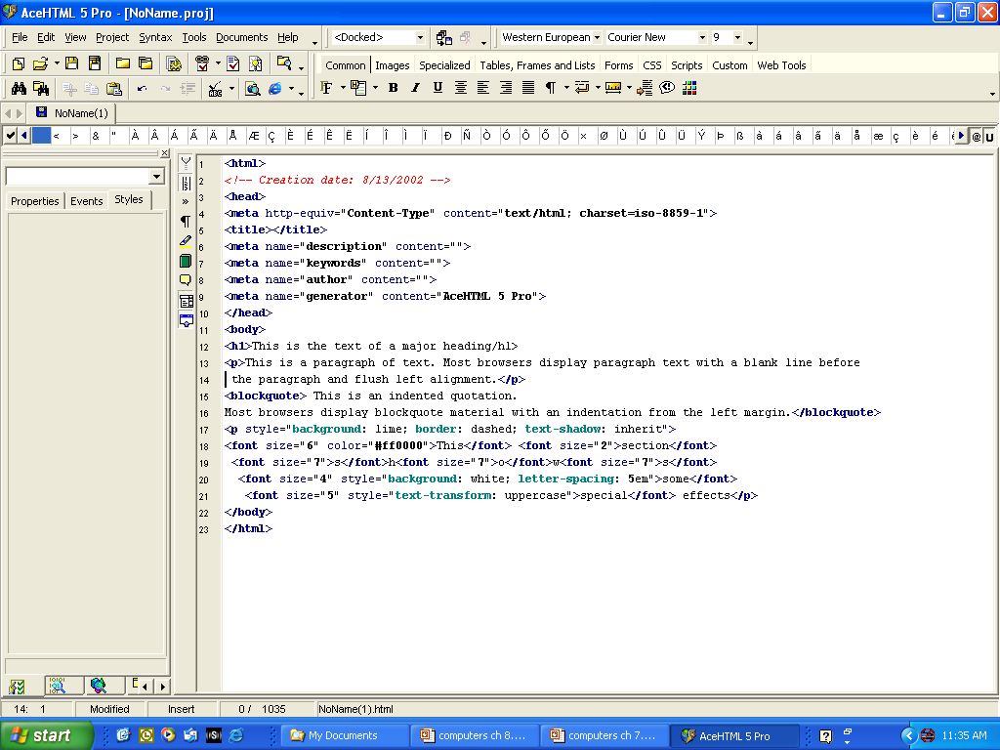 AceHTML 5 Pro - [NoName.proj]
File Edit View Project Syntax Tools Documents Help <Docked> Western European Courier New 9
Common Images Specialized Tables, Frames and Lists Forms CSS Scripts Custom Web Tools
F B I U ¶
NoName(1)
< > & " À Á Â Ã Ä Å Æ Ç È É Ê Ë Í Î Ì Ï Ð Ñ Ò Ó Ô Õ Ö × Ø Ù Ú Û Ü Ý Þ ß à á â ã ä å æ ç è é @ U
Properties Events Styles
1 <html>
2 <!-- Creation date: 8/13/2002 -->
3 <head>
4 <meta http-equiv="Content-Type" content="text/html; charset=iso-8859-1">
5 <title></title>
6 <meta name="description" content="">
7 <meta name="keywords" content="">
8 <meta name="author" content="">
9 <meta name="generator" content="AceHTML 5 Pro">
10 </head>
11 <body>
12 <h1>This is the text of a major heading/h1>
13 <p>This is a paragraph of text. Most browsers display paragraph text with a blank line before
14 the paragraph and flush left alignment.</p>
15 <blockquote> This is an indented quotation.
16 Most browsers display blockquote material with an indentation from the left margin.</blockquote>
17 <p style="background: lime; border: dashed; text-shadow: inherit">
18 <font size="6" color="#ff0000">This</font> <font size="2">section</font>
19 <font size="7">s</font>h<font size="7">o</font>w<font size="7">s</font>
20 <font size="4" style="background: white; letter-spacing: 5em">some</font>
21 <font size="5" style="text-transform: uppercase">special</font> effects</p>
22 </body>
23 </html>
14: 1 Modified Insert 0 / 1035 NoName(1).html
start My Documents computers ch 8.... computers ch 7.... AceHTML 5 Pro 11:35 AM